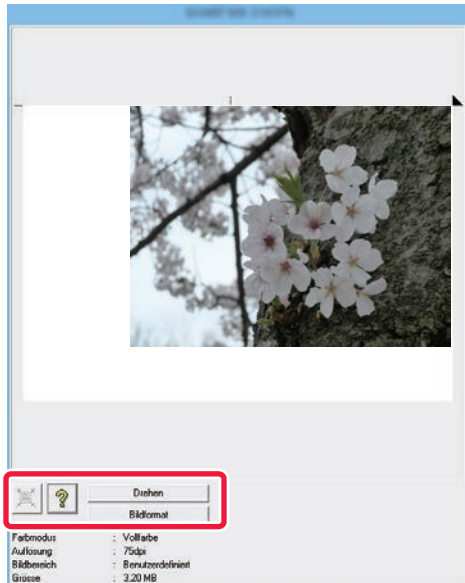 ?
Drehen
Bildformat
Farbmodus : Vollfarbe
Auflösung : 75dpi
Bildbereich : Benutzerdefiniert
Grösse : 3.20 MB